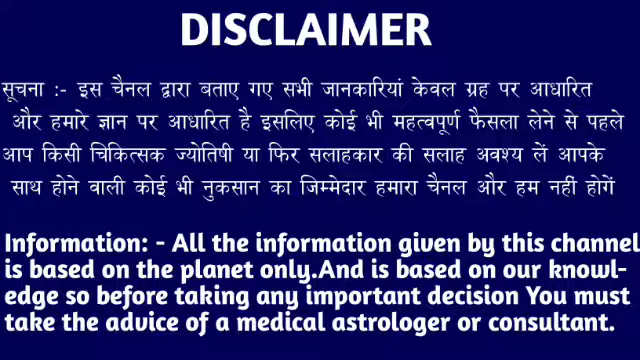 DISCLAIMER
सूचना :- इस चैनल द्वारा बताए गए सभी जानकारियां केवल ग्रह पर आधारित
और हमारे ज्ञान पर आधारित है इसलिए कोई भी महत्वपूर्ण फैसला लेने से पहले
आप किसी चिकित्सक ज्योतिषी या फिर सलाहकार की सलाह अवश्य लें आपके
साथ होने वाली कोई भी नुकसान का जिम्मेदार हमारा चैनल और हम नहीं होगें
Information: - All the information given by this channel
is based on the planet only.And is based on our knowl-
edge so before taking any important decision You must
take the advice of a medical astrologer or consultant.